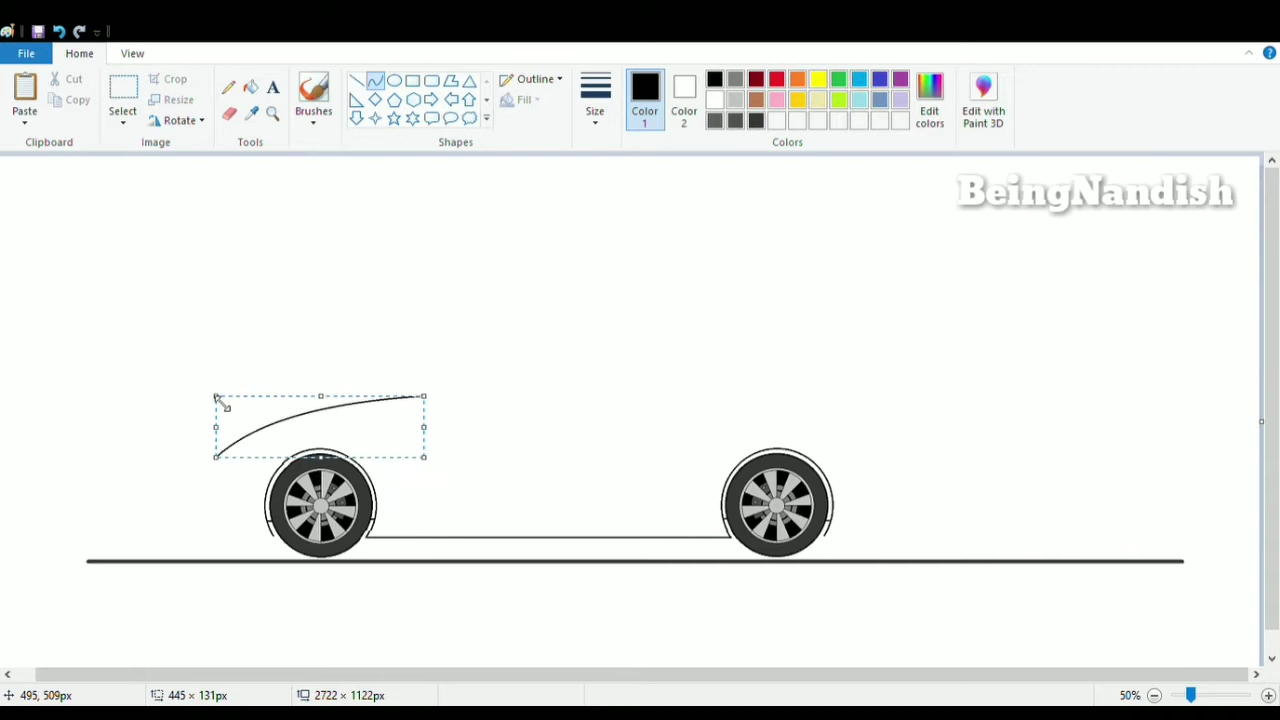 File Home View
Paste
Cut
Copy
Clipboard
Select
Crop
Resize
Rotate
Image
A
Tools
Brushes
Shapes
Outline
Fill
Size
Color 1
Color 2
Edit colors
Colors
Edit with Paint 3D
BeingNandish
495, 509px 445 × 131px 2722 × 1122px 50%